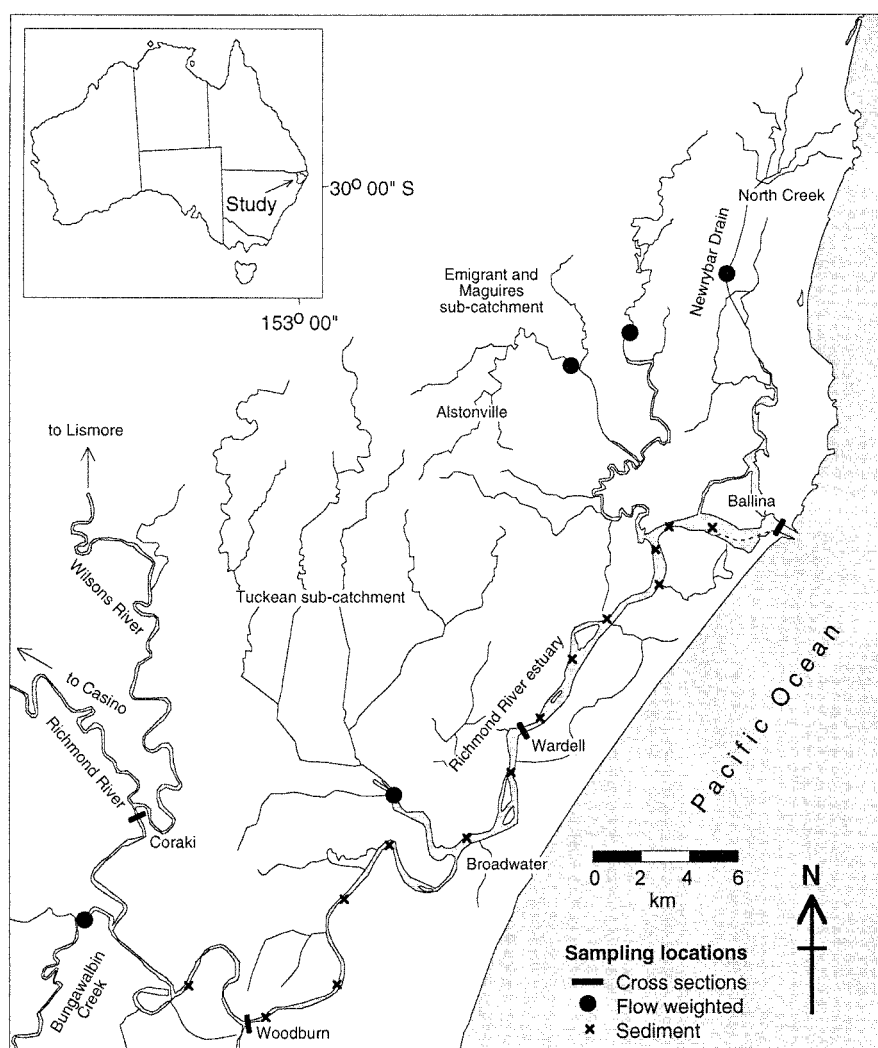 Study
30° 00" S
153° 00"
North Creek
Newrybar Drain
Emigrant and
Maguires
sub-catchment
Alstonville
to Lismore
Ballina
Wilsons River
Tuckean sub-catchment
to Casino
Richmond River
Richmond River estuary
Pacific Ocean
Wardell
Coraki
Broadwater
0 2 4 6
km
N
Bungawalbin
Creek
Woodburn
Sampling locations
Cross sections
Flow weighted
Sediment